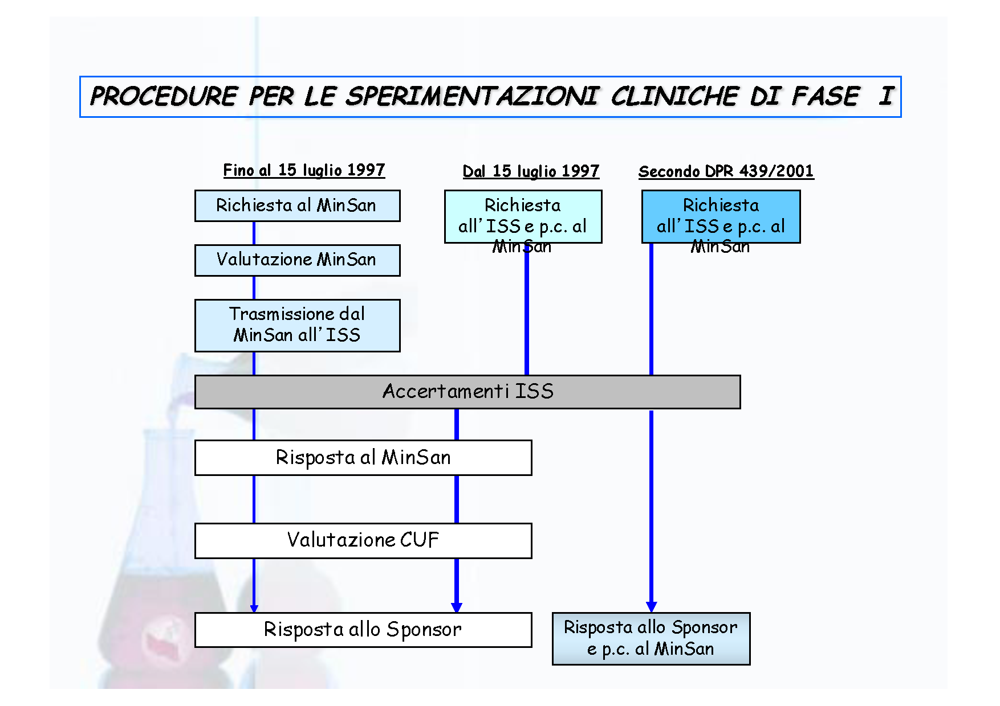 PROCEDURE PER LE SPERIMENTAZIONI CLINICHE DI FASE I
Fino al 15 luglio 1997
Dal 15 luglio 1997
Secondo DPR 439/2001
Richiesta al MinSan
Richiesta
all’ISS e p.c. al
MinSan
Richiesta
all’ISS e p.c. al
MinSan
Valutazione MinSan
Trasmissione dal
MinSan all’ISS
Accertamenti ISS
Risposta al MinSan
Valutazione CUF
Risposta allo Sponsor
Risposta allo Sponsor
e p.c. al MinSan